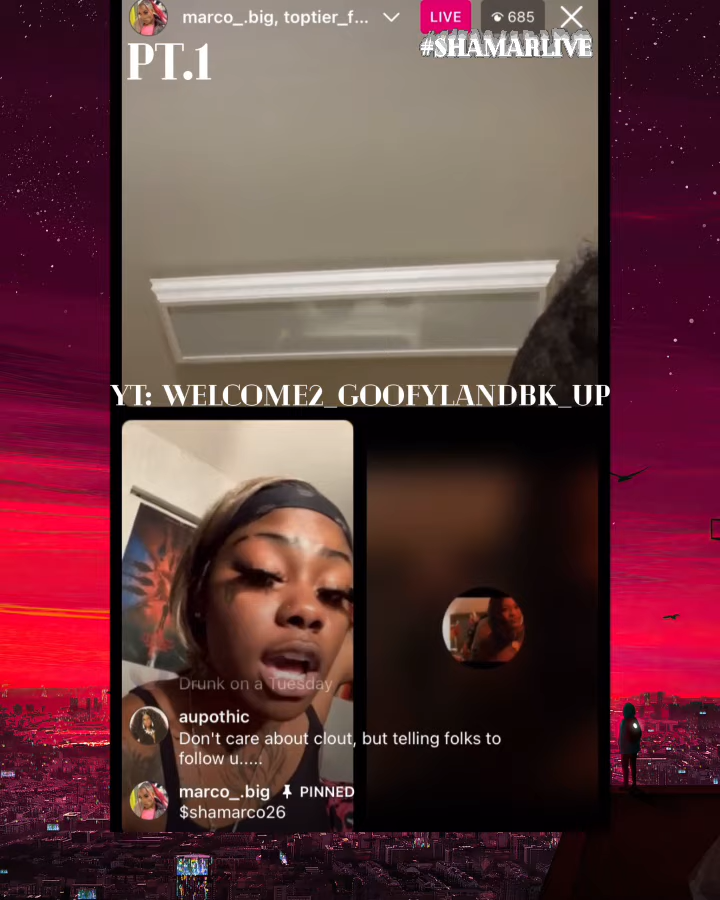 marco_.big, toptier_f... LIVE 685
#SHAMARLIVE
PT.1
YT: WELCOME2_GOOFYLANDBK_UP
Drunk on a Tuesday
aupothic
Don't care about clout, but telling folks to
follow u.....
marco_.big PINNED
$shamarco26